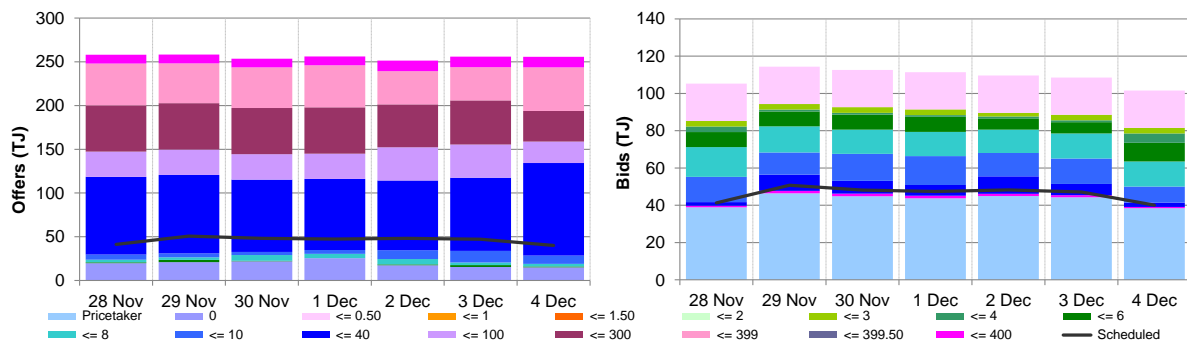 300
250
200
150
100
50
0
Offers (TJ)
28 Nov 29 Nov 30 Nov 1 Dec 2 Dec 3 Dec 4 Dec
140
120
100
80
60
40
20
0
Bids (TJ)
28 Nov 29 Nov 30 Nov 1 Dec 2 Dec 3 Dec 4 Dec
Pricetaker 0 <= 0.50 <= 1 <= 1.50 <= 2 <= 3 <= 4 <= 6
<= 8 <= 10 <= 40 <= 100 <= 300 <= 399 <= 399.50 <= 400 Scheduled